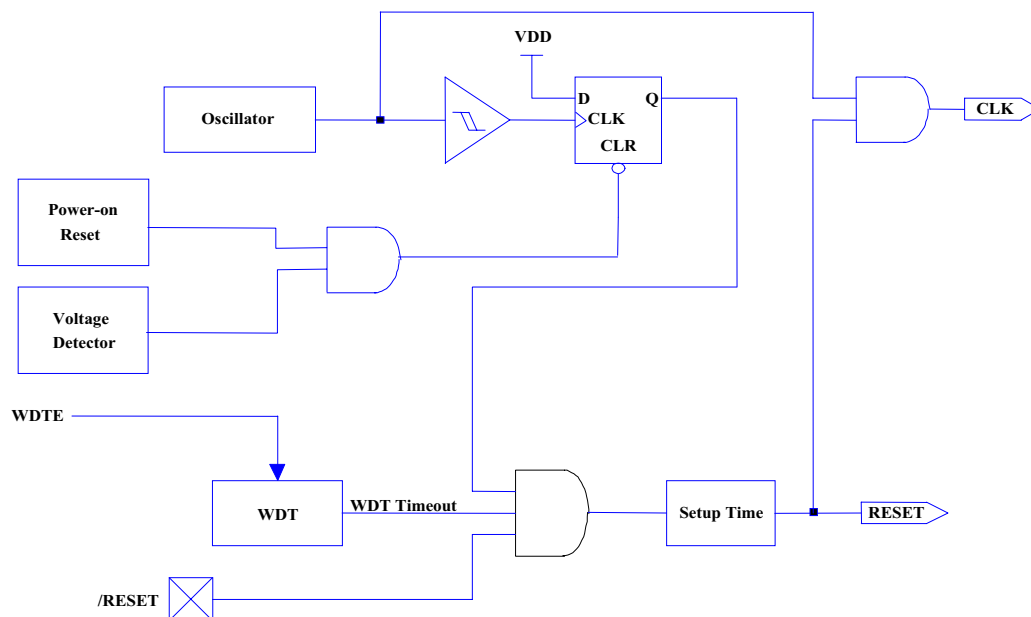 VDD
Oscillator
D
Q
CLK
CLR
CLK
Power-on
Reset
Voltage
Detector
WDTE
WDT
WDT Timeout
Setup Time
RESET
/RESET